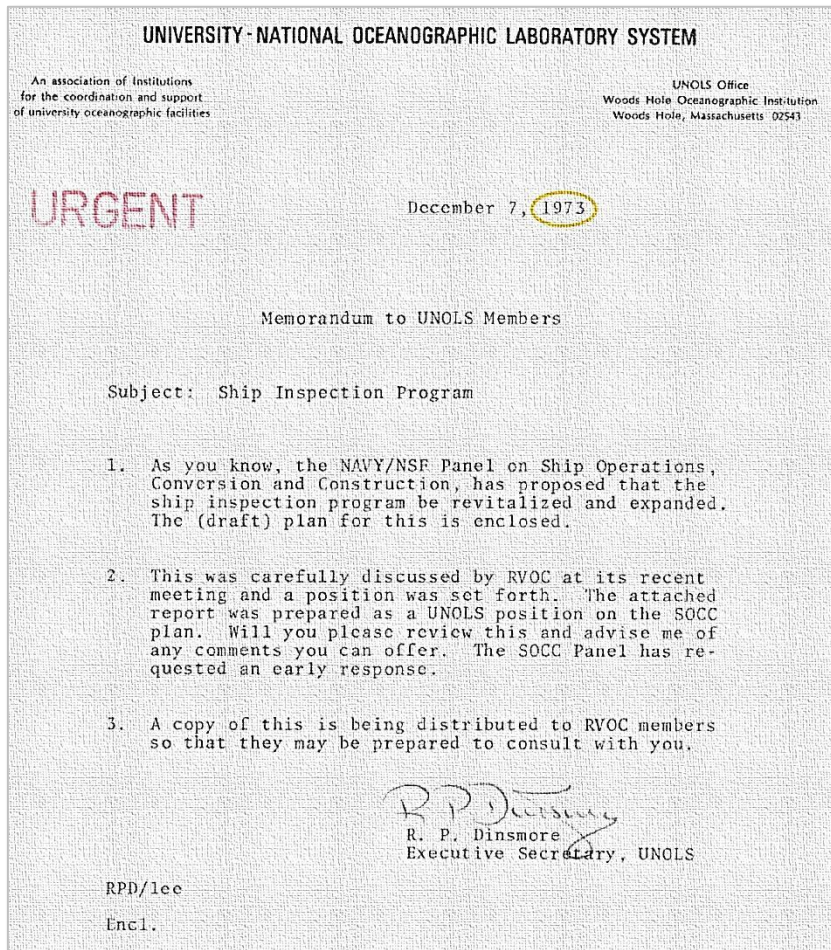 UNIVERSITY - NATIONAL OCEANOGRAPHIC LABORATORY SYSTEM
An association of Institutions
for the coordination and support
of university oceanographic facilities
UNOLS Office
Woods Hole Oceanographic Institution
Woods Hole, Massachusetts 02543
URGENT
December 7, 1973
Memorandum to UNOLS Members
Subject: Ship Inspection Program
1. As you know, the NAVY/NSF Panel on Ship Operations,
Conversion and Construction, has proposed that the
ship inspection program be revitalized and expanded.
The (draft) plan for this is enclosed.
2. This was carefully discussed by RVOC at its recent
meeting and a position was set forth. The attached
report was prepared as a UNOLS position on the SOCC
plan. Will you please review this and advise me of
any comments you can offer. The SOCC Panel has re-
quested an early response.
3. A copy of this is being distributed to RVOC members
so that they may be prepared to consult with you.
R P Dinsmore
R. P. Dinsmore
Executive Secretary, UNOLS
RPD/lee
Encl.